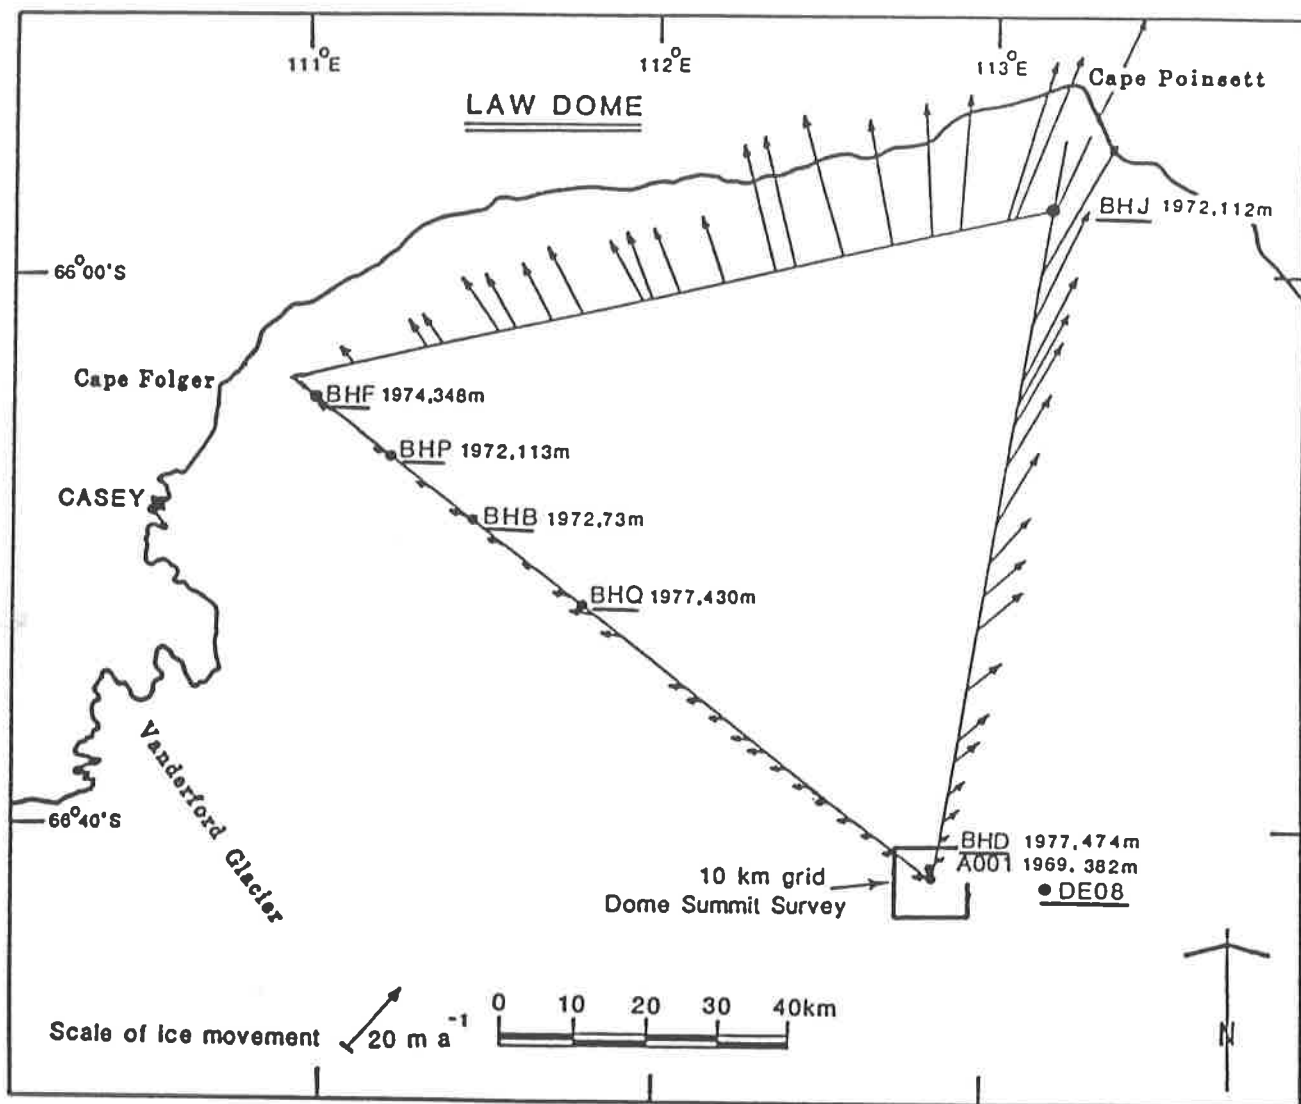 111°E
112°E
113°E
Cape Poinsett
LAW DOME
BHJ 1972,112m
66°00'S
Cape Folger
BHF 1974,348m
BHP 1972,113m
CASEY
BHB 1972,73m
BHQ 1977,430m
Vanderford Glacier
66°40'S
BHD 1977,474m
A001 1969,382m
10 km grid
Dome Summit Survey
DE08
0 10 20 30 40km
Scale of ice movement 20 m a⁻¹
N